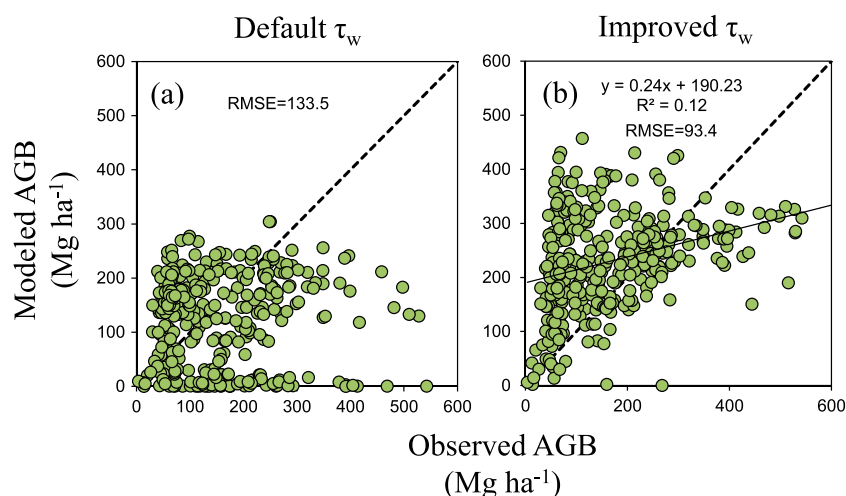 Default τw
Improved τw
(a)
RMSE=133.5
(b)
y = 0.24x + 190.23
R² = 0.12
RMSE=93.4
Modeled AGB
(Mg ha⁻¹)
600
500
400
300
200
100
0
0 100 200 300 400 500 600
600
500
400
300
200
100
0
0 200 400 600
Observed AGB
(Mg ha⁻¹)